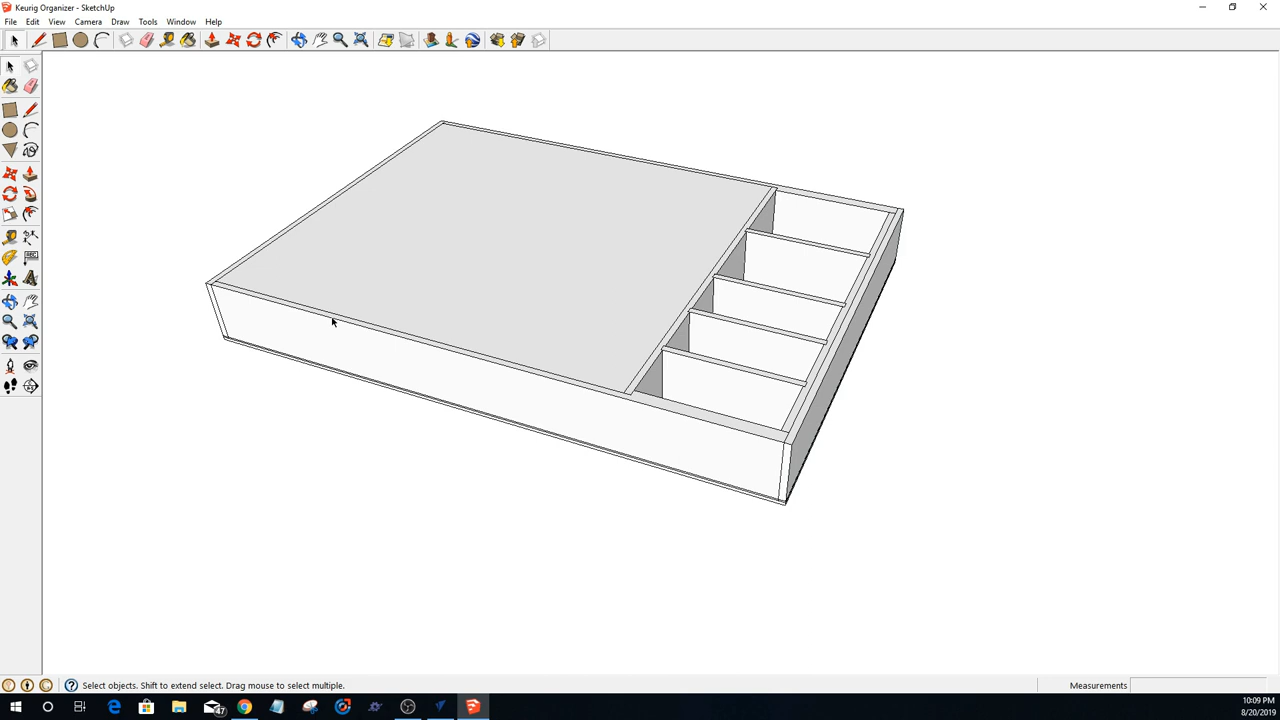 Keurig Organizer - SketchUp
File Edit View Camera Draw Tools Window Help
Select objects. Shift to extend select. Drag mouse to select multiple.
Measurements
47
10:09 PM
8/20/2019